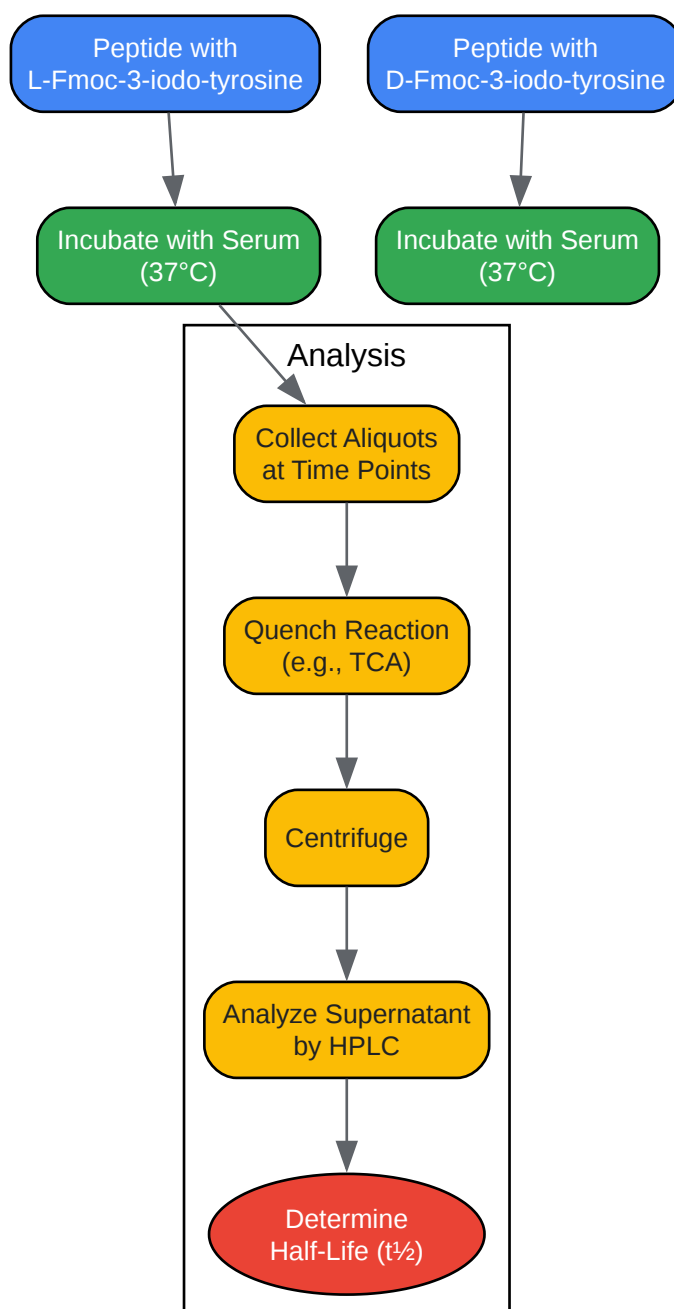 Peptide with
L-Fmoc-3-iodo-tyrosine
Peptide with
D-Fmoc-3-iodo-tyrosine
Incubate with Serum
(37°C)
Incubate with Serum
(37°C)
Analysis
Collect Aliquots
at Time Points
Quench Reaction
(e.g., TCA)
Centrifuge
Analyze Supernatant
by HPLC
Determine
Half-Life (t½)